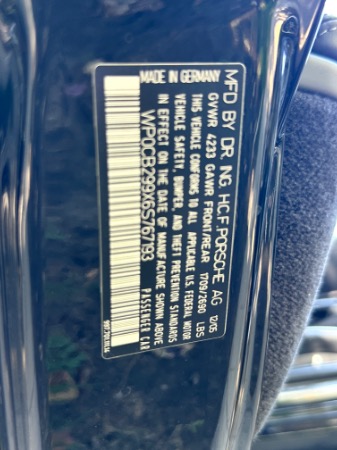 MFD BY DR. ING. H.C.F. PORSCHE AG 12/05
GVWR 4233 GAWR FRONT/REAR 1709/2690 LBS
THIS VEHICLE CONFORMS TO ALL APPLICABLE U.S. FEDERAL MOTOR
VEHICLE SAFETY, BUMPER, AND THEFT PREVENTION STANDARDS
IN EFFECT ON THE DATE OF MANUFACTURE SHOWN ABOVE
WP0CB299X6S767193 PASSENGER CAR
MADE IN GERMANY